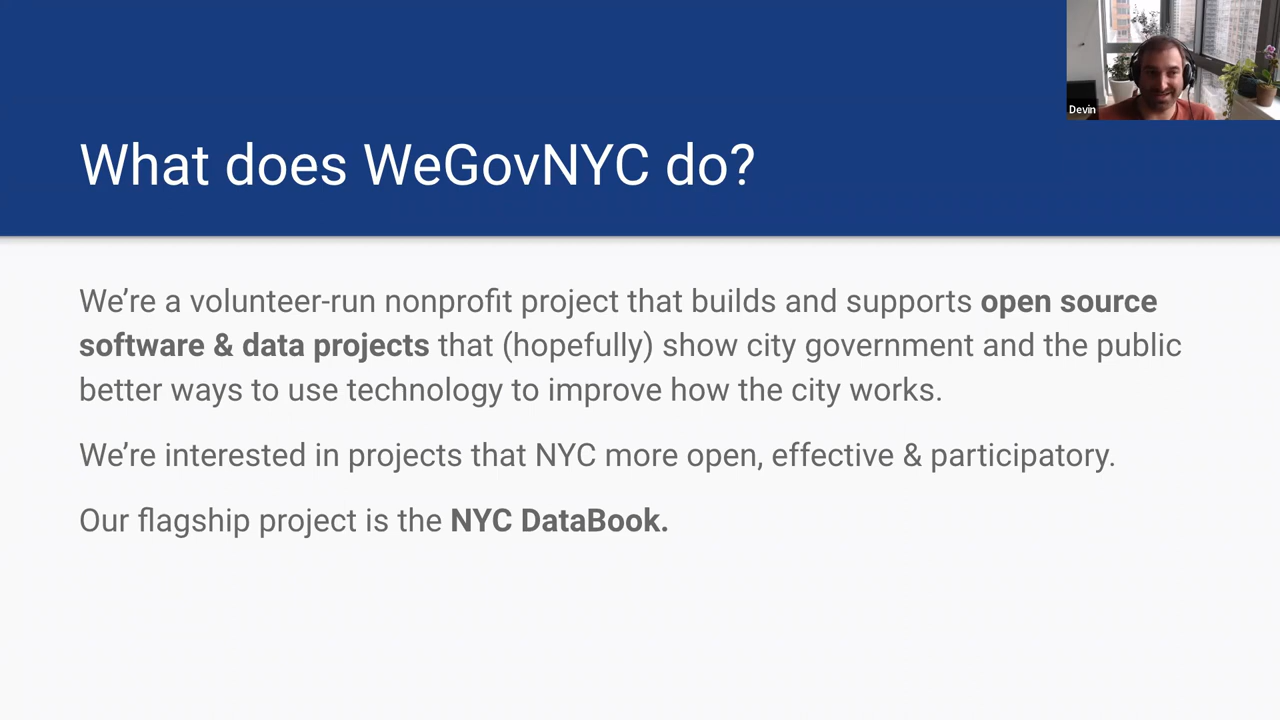 Devin
What does WeGovNYC do?
We’re a volunteer-run nonprofit project that builds and supports open source
software & data projects that (hopefully) show city government and the public
better ways to use technology to improve how the city works.
We’re interested in projects that NYC more open, effective & participatory.
Our flagship project is the NYC DataBook.